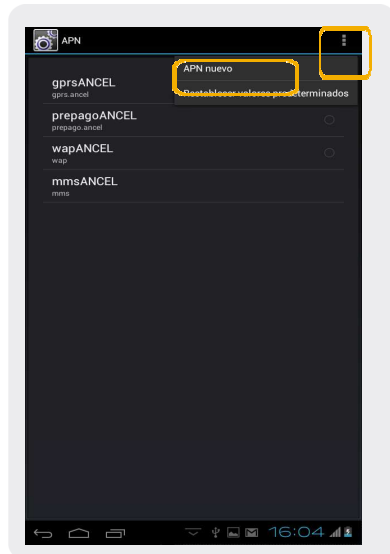 APN
APN nuevo
Restablecer valores predeterminados
gprsANCEL
gprs.ancel
prepagoANCEL
prepago.ancel
wapANCEL
wap
mmsANCEL
mms
16:04